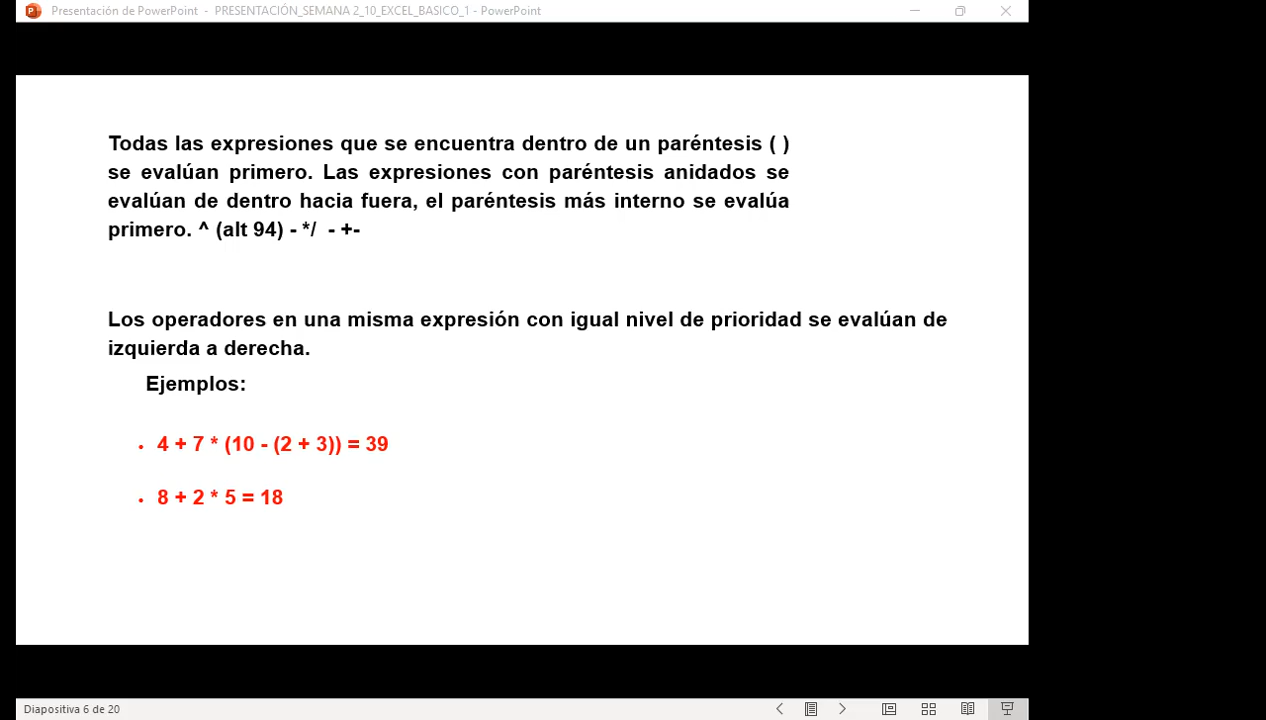 Presentación de PowerPoint - PRESENTACIÓN_SEMANA 2_10_EXCEL_BASICO_1 - PowerPoint
Todas las expresiones que se encuentra dentro de un paréntesis ( )
se evalúan primero. Las expresiones con paréntesis anidados se
evalúan de dentro hacia fuera, el paréntesis más interno se evalúa
primero. ^ (alt 94) - */ - +-
Los operadores en una misma expresión con igual nivel de prioridad se evalúan de
izquierda a derecha.
Ejemplos:
• 4 + 7 * (10 - (2 + 3)) = 39
• 8 + 2 * 5 = 18
Diapositiva 6 de 20